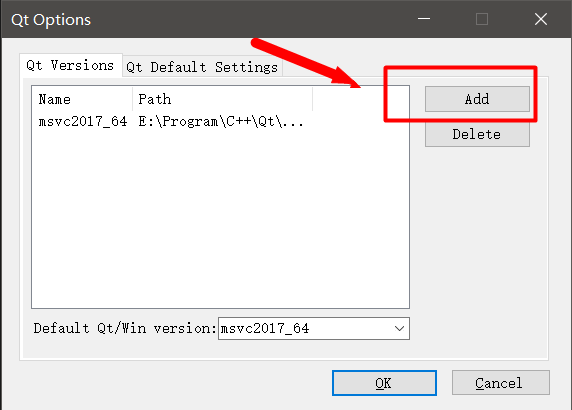 Qt Options
Qt Versions Qt Default Settings
Name Path
msvc2017_64 E:\Program\C++\Qt\...
Add
Delete
Default Qt/Win version: msvc2017_64
OK Cancel